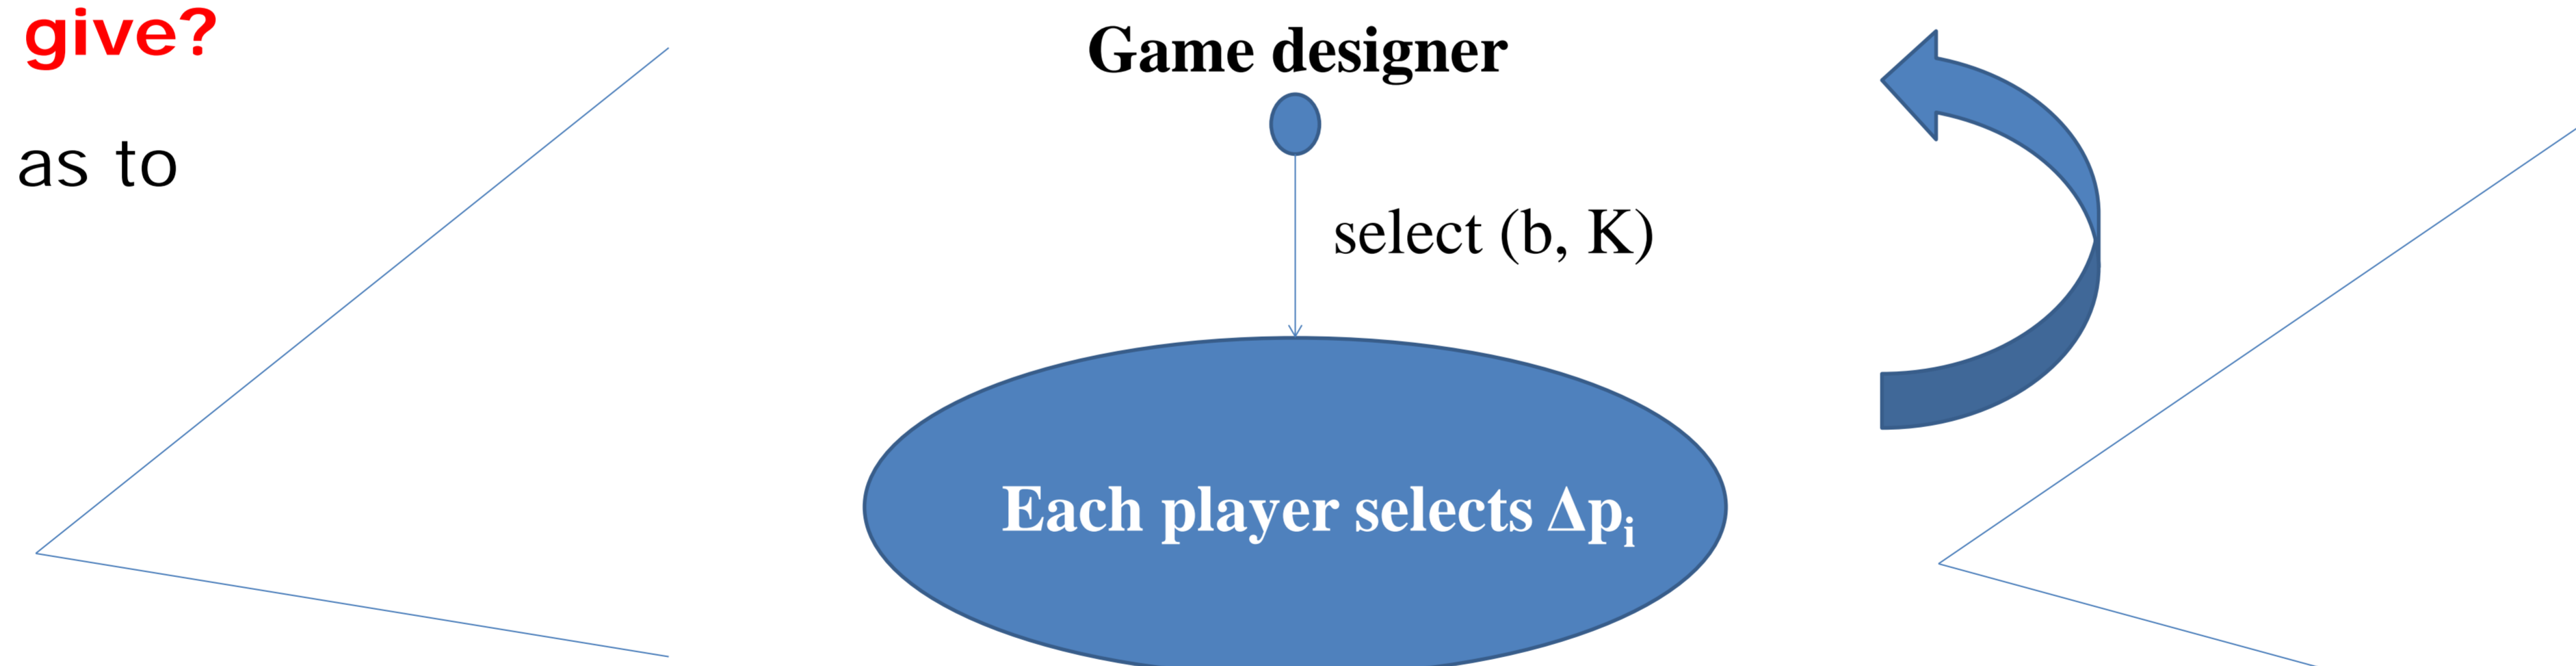 give?
as to
Game designer
select (b, K)
Each player selects Δpᵢ